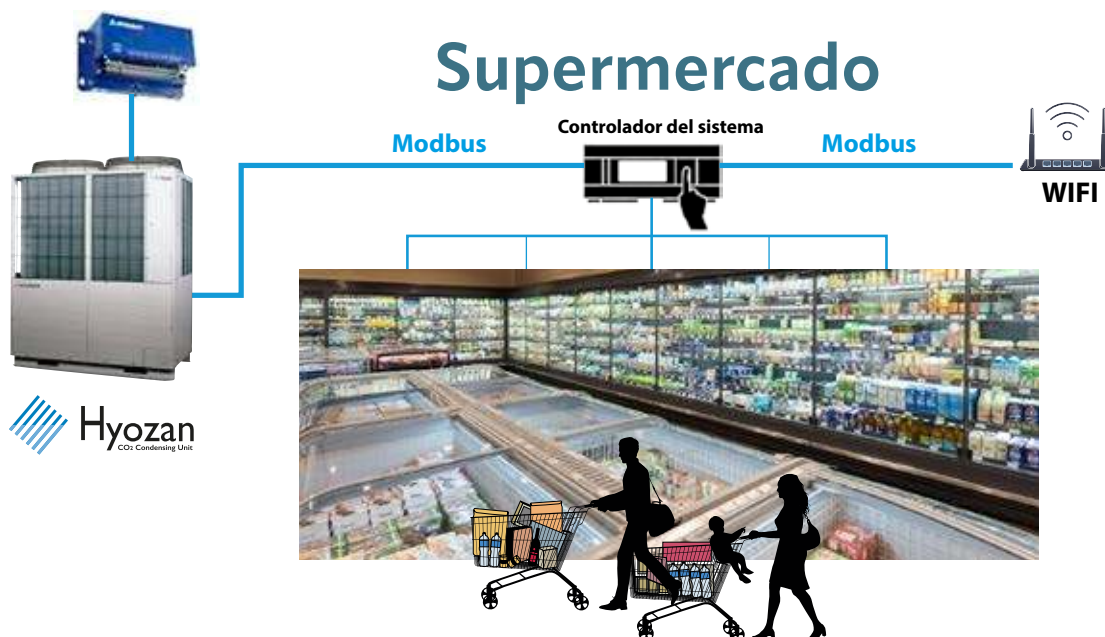 Supermercado
Controlador del sistema
Modbus
Modbus
WIFI
Hyozan
CO₂ Condensing Unit